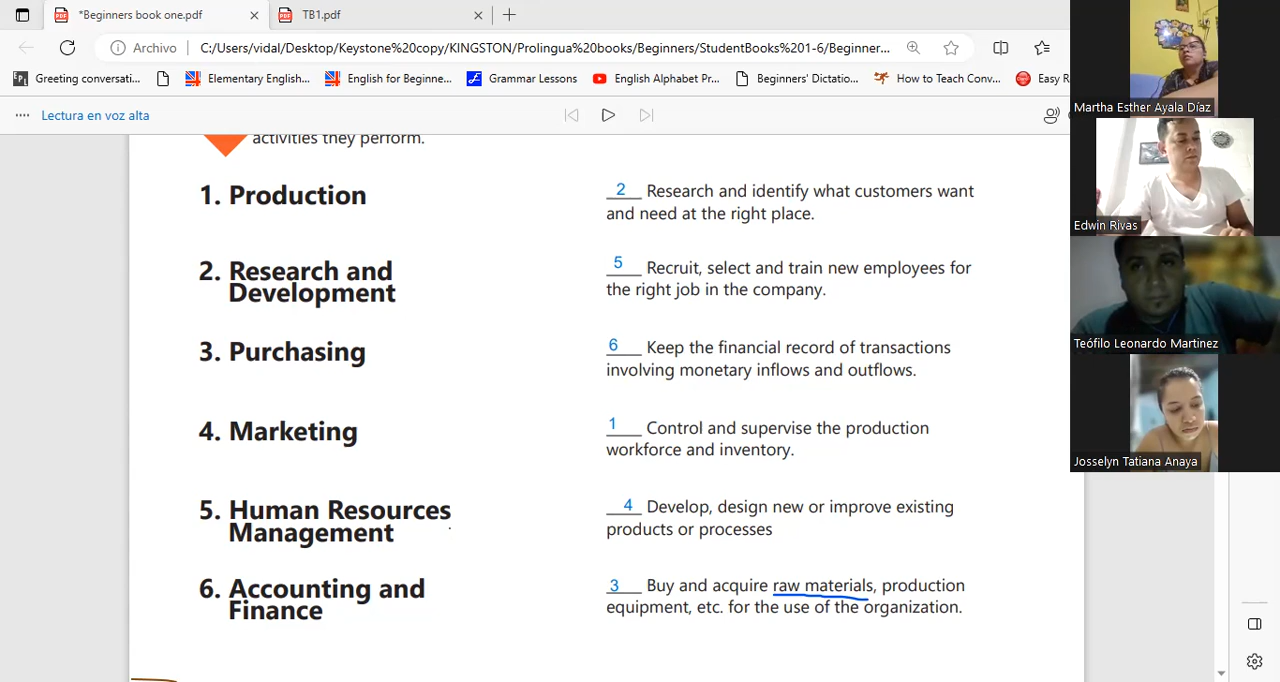 *Beginners book one.pdf
TB1.pdf
Archivo
C:/Users/vidal/Desktop/Keystone%20copy/KINGSTON/Prolingua%20books/Beginners/StudentBooks%201-6/Beginner...
Greeting conversati...
Elementary English...
English for Beginne...
Grammar Lessons
English Alphabet Pr...
Beginners' Dictatio...
How to Teach Conv...
Easy R
Lectura en voz alta
activities they perform.
1. Production
2 Research and identify what customers want
and need at the right place.
2. Research and
Development
5 Recruit, select and train new employees for
the right job in the company.
3. Purchasing
6 Keep the financial record of transactions
involving monetary inflows and outflows.
4. Marketing
1 Control and supervise the production
workforce and inventory.
5. Human Resources
Management
4 Develop, design new or improve existing
products or processes
6. Accounting and
Finance
3 Buy and acquire raw materials, production
equipment, etc. for the use of the organization.
Martha Esther Ayala Díaz
Edwin Rivas
Teófilo Leonardo Martinez
Josselyn Tatiana Anaya